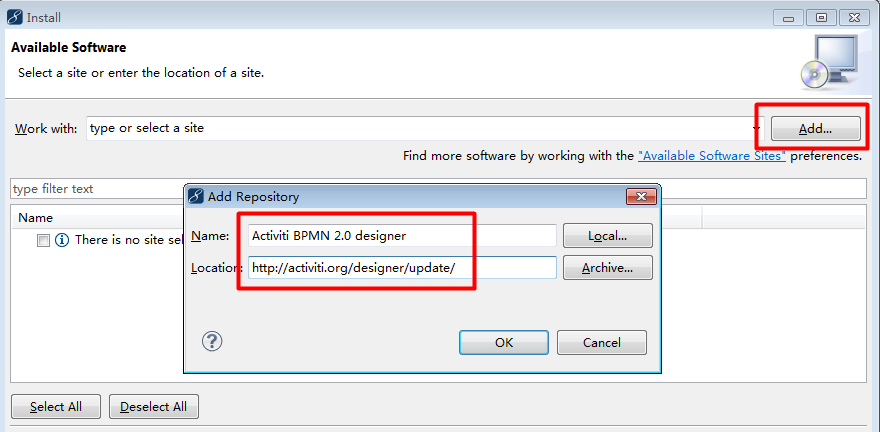 Install
Available Software
Select a site or enter the location of a site.
Work with: type or select a site Add...
Find more software by working with the "Available Software Sites" preferences.
type filter text
Name
There is no site sel
Add Repository
Name: Activiti BPMN 2.0 designer Local...
Location: http://activiti.org/designer/update/ Archive...
? OK Cancel
Select All Deselect All